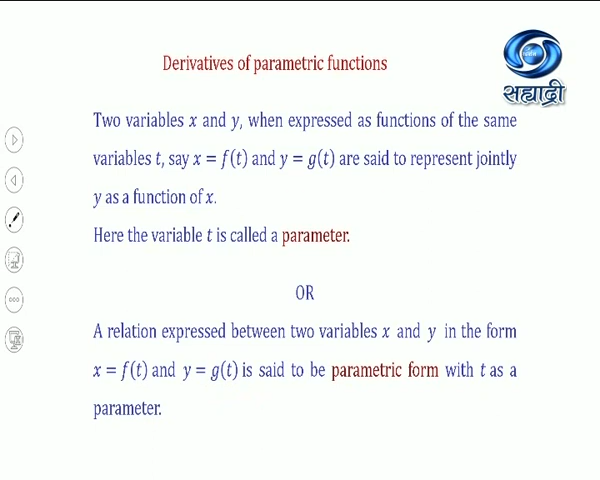 Derivatives of parametric functions
सह्याद्री
Two variables x and y, when expressed as functions of the same
variables t, say x = f(t) and y = g(t) are said to represent jointly
y as a function of x.
Here the variable t is called a parameter.
OR
A relation expressed between two variables x and y in the form
x = f(t) and y = g(t) is said to be parametric form with t as a
parameter.